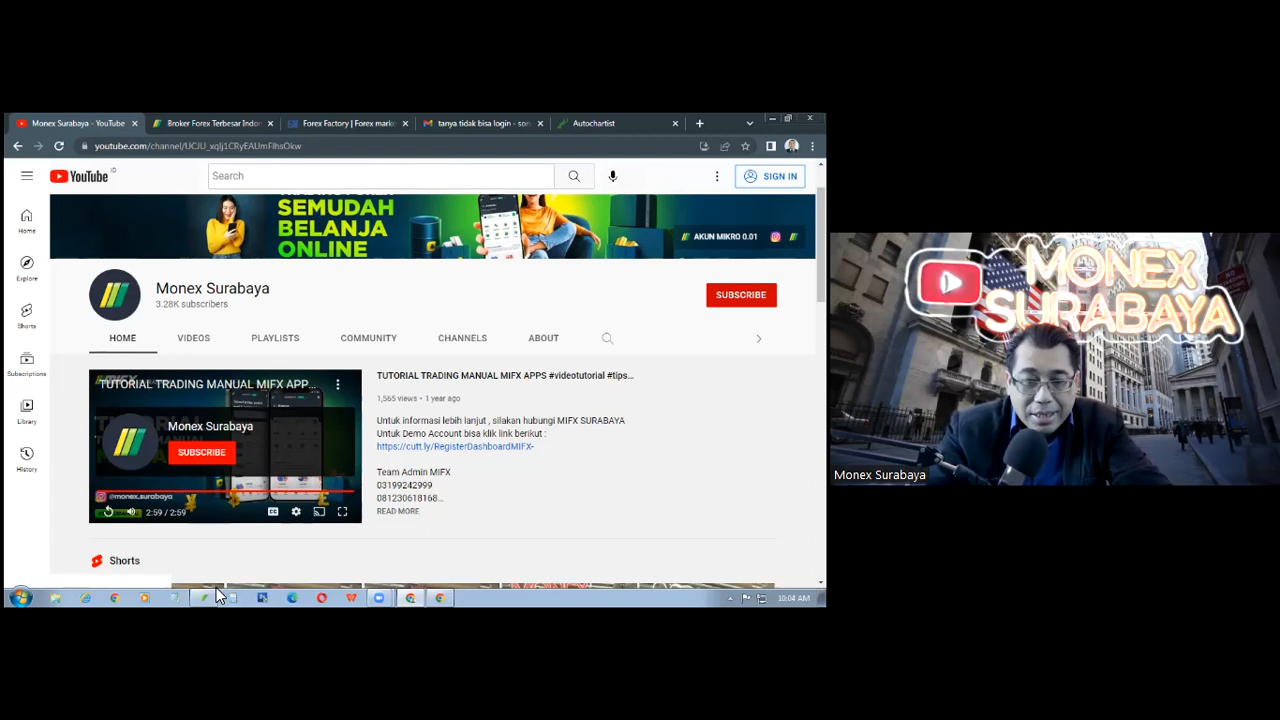 Monex Surabaya - YouTube
Broker Forex Terbesar Indon
Forex Factory | Forex marke
tanya tidak bisa login - son
Autochartist
youtube.com/channel/UCJU_xqIj1CRyEAUmFIhsOkw
YouTube ID
Search
SIGN IN
SEMUDAH
BELANJA
ONLINE
AKUN MIKRO 0.01
Home
Explore
Shorts
Subscriptions
Library
History
Monex Surabaya
3.28K subscribers
SUBSCRIBE
HOME VIDEOS PLAYLISTS COMMUNITY CHANNELS ABOUT
TUTORIAL TRADING MANUAL MIFX APP...
Monex Surabaya
SUBSCRIBE
@monex.surabaya
2:59 / 2:59
TUTORIAL TRADING MANUAL MIFX APPS #videotutorial #tips...
1,565 views • 1 year ago
Untuk informasi lebih lanjut , silakan hubungi MIFX SURABAYA
Untuk Demo Account bisa klik link berikut :
https://cutt.ly/RegisterDashboardMIFX-
Team Admin MIFX
03199242999
081230618168...
READ MORE
Shorts
10:04 AM
MONEX
SURABAYA
Monex Surabaya